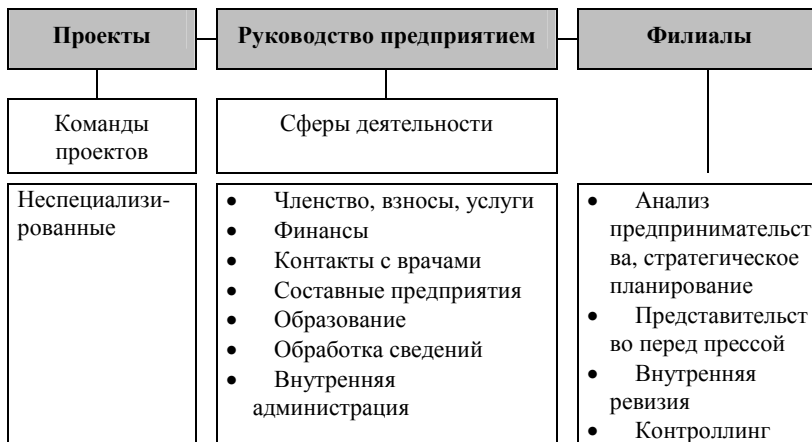 Проекты
Руководство предприятием
Филиалы
Команды
проектов
Сферы деятельности
Неспециализи-
рованные
• Членство, взносы, услуги
• Финансы
• Контакты с врачами
• Составные предприятия
• Образование
• Обработка сведений
• Внутренняя
администрация
• Анализ
предпринимательст
ва, стратегическое
планирование
• Представительст
во перед прессой
• Внутренняя
ревизия
• Контроллинг